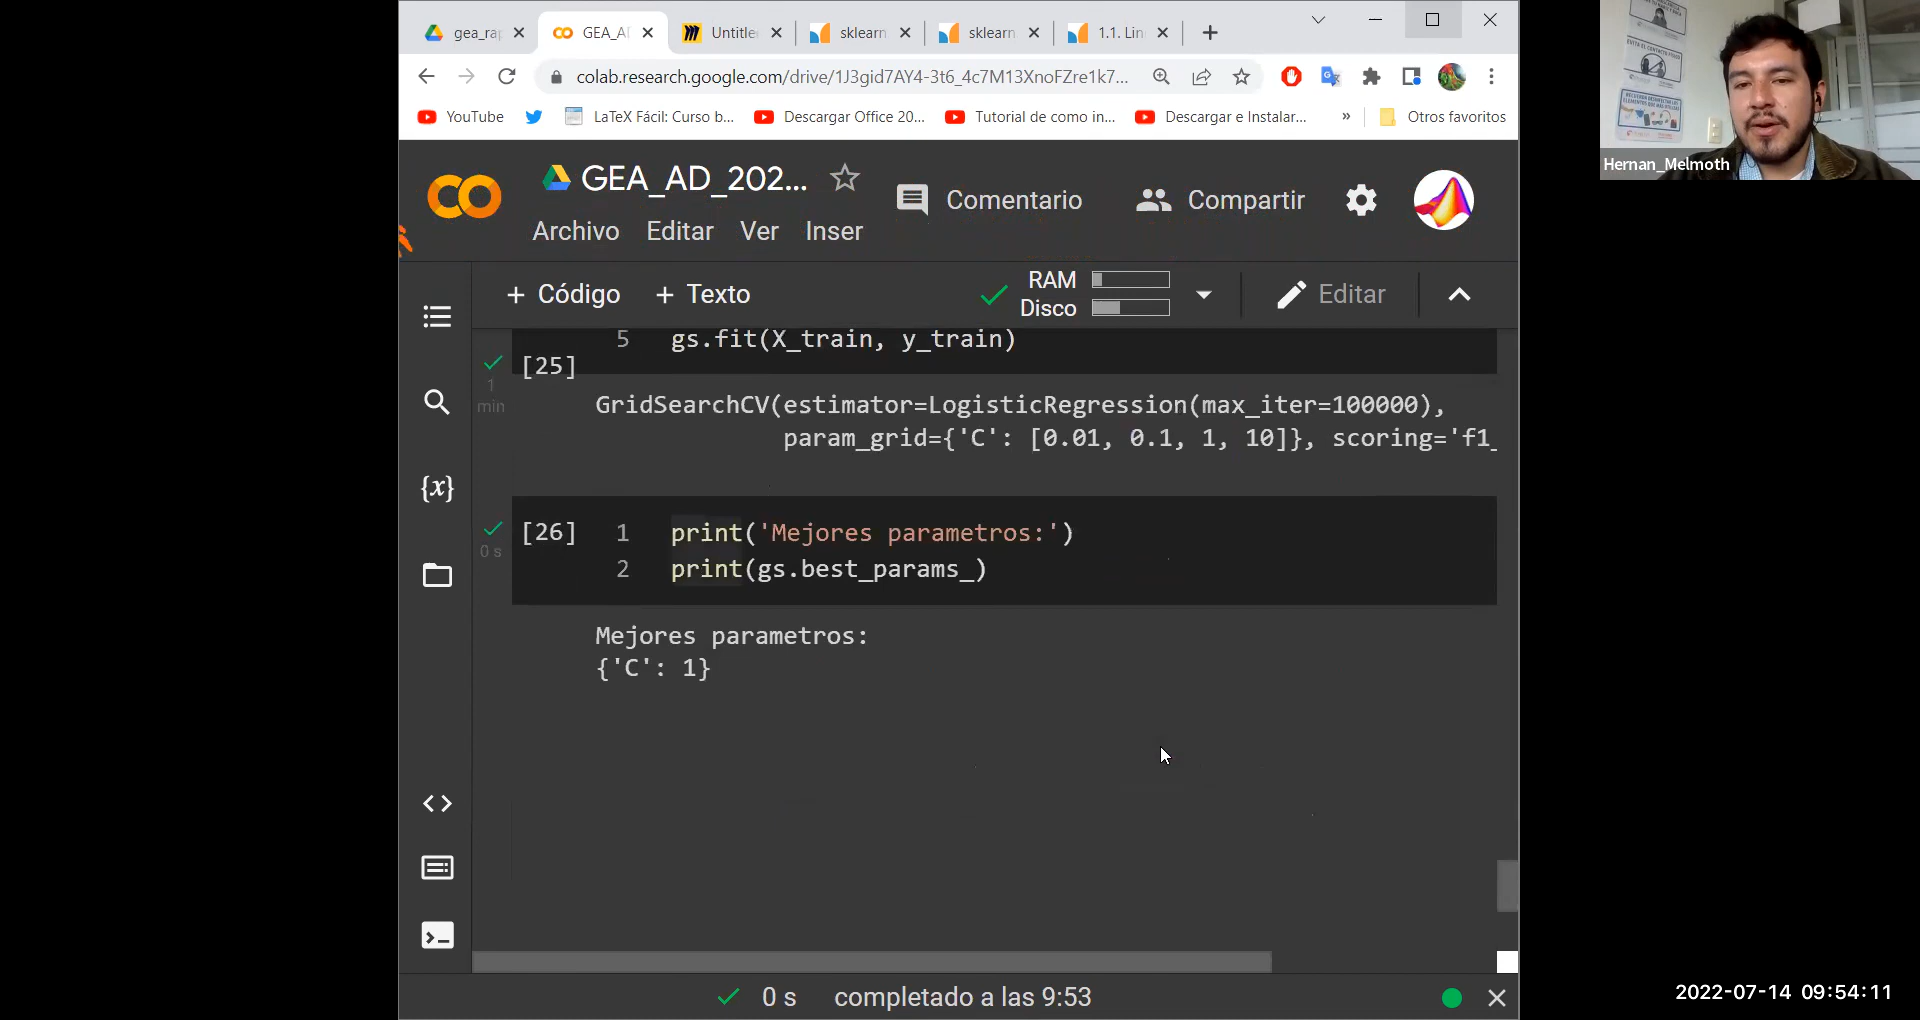 gea_ra
GEA_A
Untitle
sklearn
sklearn
1.1. Lin
colab.research.google.com/drive/1J3gid7AY4-3t6_4c7M13XnoFZre1k7...
YouTube
LaTeX Fácil: Curso b...
Descargar Office 20...
Tutorial de como in...
Descargar e Instalar...
»
Otros favoritos
GEA_AD_202...
Comentario
Compartir
Archivo Editar Ver Inser
+ Código + Texto
RAM
Disco
Editar
5 gs.fit(X_train, y_train)
[25]
1
min
GridSearchCV(estimator=LogisticRegression(max_iter=100000),
param_grid={'C': [0.01, 0.1, 1, 10]}, scoring='f1_
{x}
[26]
0 s
1 print('Mejores parametros:')
2 print(gs.best_params_)
Mejores parametros:
{'C': 1}
0 s completado a las 9:53
Hernan_Melmoth
EVITA EL CONTACTO FÍSICO
2022-07-14 09:54:11